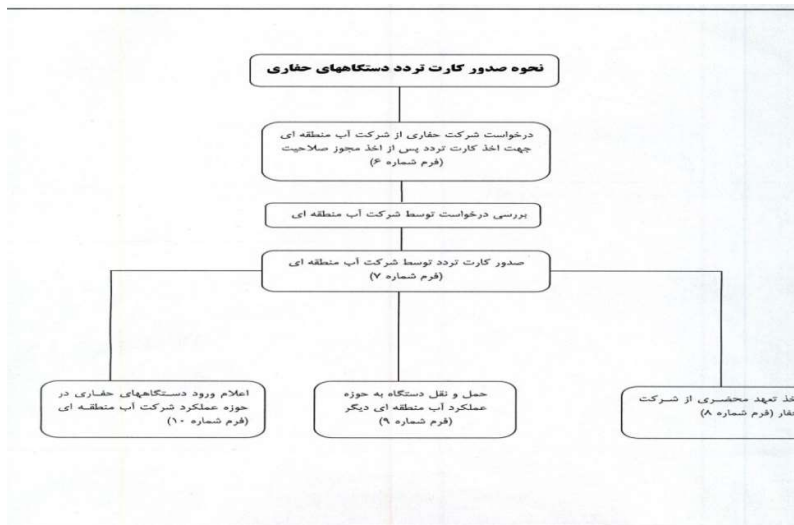 نحوه صدور کارت تردد دستگاههای حفاری
درخواست شرکت حفاری از شرکت آب منطقه ای
جهت اخذ کارت تردد پس از اخذ مجوز صلاحیت
(فرم شماره ۶)
بررسی درخواست توسط شرکت آب منطقه ای
صدور کارت تردد توسط شرکت آب منطقه ای
(فرم شماره ۷)
تعهد محضری از شرکت
(فرم شماره ۸)
حمل و نقل دستگاه به حوزه
عملکرد آب منطقه ای دیگر
(فرم شماره ۹)
اعلام ورود دستگاههای حفاری در
حوزه عملکرد شرکت آب منطقه ای
(فرم شماره ۱۰)